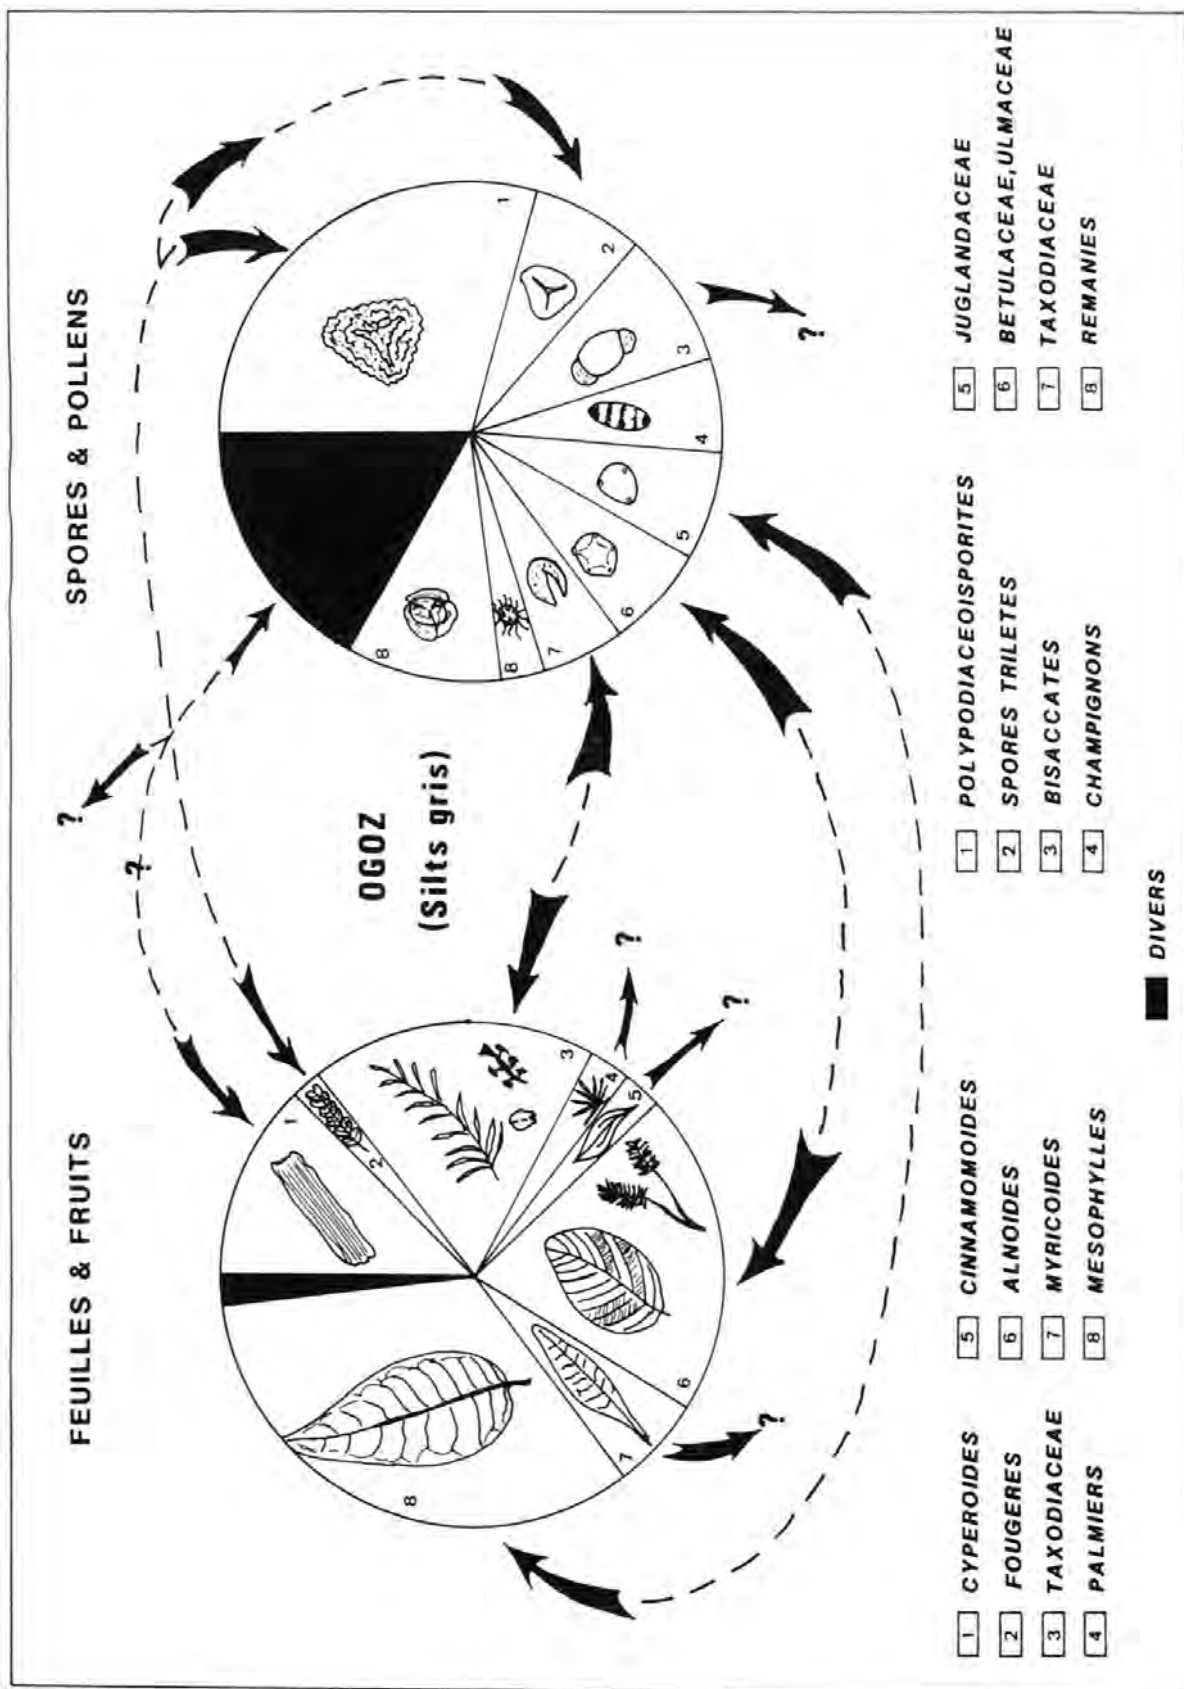 FEUILLES & FRUITS
SPORES & POLLENS
?
?
OGOZ
(Silts gris)
1
2
3
4
5
6
7
8
?
?
?
1
2
3
4
5
6
7
8
8
?
1 CYPEROIDES
2 FOUGERES
3 TAXODIACEAE
4 PALMIERS
5 CINNAMOMOIDES
6 ALNOIDES
7 MYRICOIDES
8 MESOPHYLLES
1 POLYPODIACEOISPORITES
2 SPORES TRILETES
3 BISACCATES
4 CHAMPIGNONS
5 JUGLANDACEAE
6 BETULACEAE,ULMACEAE
7 TAXODIACEAE
8 REMANIES
DIVERS